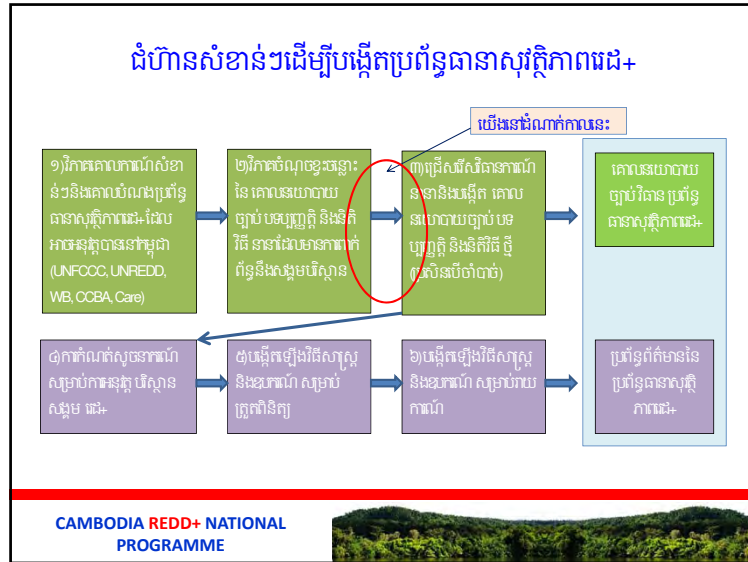 ជំហ៊ានសំខាន់ៗដើម្បីបង្កើតប្រព័ន្ធធានាសុវត្ថិភាពរេដ+
យើងនៅដំណាក់កាលនេះ
១)វិភាគគោលការណ៍សំខា
ន់ៗនិងគោលបំណងប្រព័ន្ធ
ធានាសុវត្ថិភាពរេដ+ ដែល
អាចអនុវត្តបាននៅកម្ពុជា
(UNFCCC, UNREDD,
WB, CCBA, Care)
២)វិភាគចំណុចខ្វះចន្លោះ
នៃ គោលនយោបាយ
ច្បាប់ បទប្បញ្ញត្តិ និងនិតិ
វិធី នានាដែលមានការពាក់
ព័ន្ធនឹងសង្គមបរិស្ថាន
៣)ជ្រើសរើសវិធានការណ៍
នានានិងបង្កើត គោល
នយោបាយច្បាប់ បទ
ប្បញ្ញត្តិ និងនិតិវិធី ថ្មី
(ប្រសិនបើចាំបាច់)
គោលនយោបាយ
ច្បាប់ វិធាន ប្រព័ន្ធ
ធានាសុវត្ថិភាពរេដ+
៤)ការកំណត់សូចនាករណ៍
សម្រាប់ការអនុវត្ត បរិស្ថាន
សង្គម រេដ+
៥)បង្កើតឡើងវិធីសាស្ត្រ
និងឧបករណ៍ សម្រាប់
ត្រួតពិនិត្យ
៦)បង្កើតឡើងវិធីសាស្ត្រ
និងឧបករណ៍ សម្រាប់រាយ
ការណ៍
ប្រព័ន្ធព័ត៌មាននៃ
ប្រព័ន្ធធានាសុវត្ថិ
ភាពរេដ+
CAMBODIA REDD+ NATIONAL
PROGRAMME